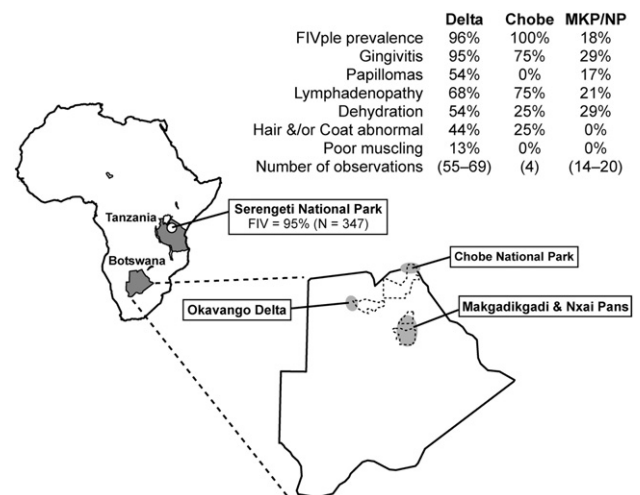 Delta Chobe MKP/NP
FIVple prevalence 96% 100% 18%
Gingivitis 95% 75% 29%
Papillomas 54% 0% 17%
Lymphadenopathy 68% 75% 21%
Dehydration 54% 25% 29%
Hair &/or Coat abnormal 44% 25% 0%
Poor muscling 13% 0% 0%
Number of observations (55–69) (4) (14–20)
Tanzania
Serengeti National Park
FIV = 95% (N = 347)
Botswana
Chobe National Park
Okavango Delta
Makgadikgadi & Nxai Pans